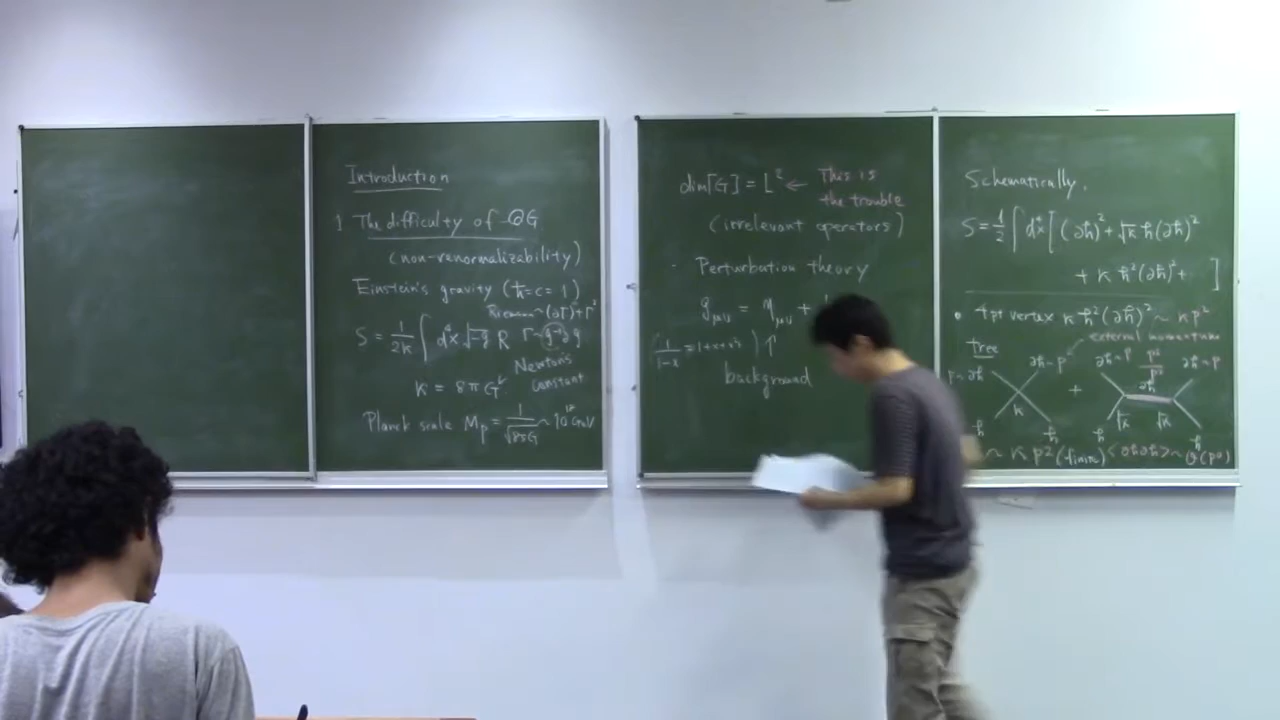 Introduction
1 The difficulty of QG
(non-renormalizability)
Einstein's gravity (ħ=c=1)
Riemann ~ (∂Γ)+Γ²
S = 1/2κ ∫ d⁴x √-g R Γ~g⁻¹∂g
κ = 8πG Newton's constant
Planck scale Mp = 1/√8πG ~ 10¹⁸ GeV
dim[G] = L² ← This is
the trouble
(irrelevant operators)
- Perturbation theory
gμν = ημν +
(1/1-x = 1+x+x²) ↑
background
Schematically,
S = 1/2 ∫ d⁴x [(∂h)² + √κ h(∂h)²
+ κ h²(∂h)² + ]
• 4pt vertex κ h²(∂h)² ~ κp²
external momentum
tree
∂h~p ∂h~p ∂h~p
κ + √κ √κ
h h h
~ κp² (finite) <∂h∂h> ~ O(p⁰)